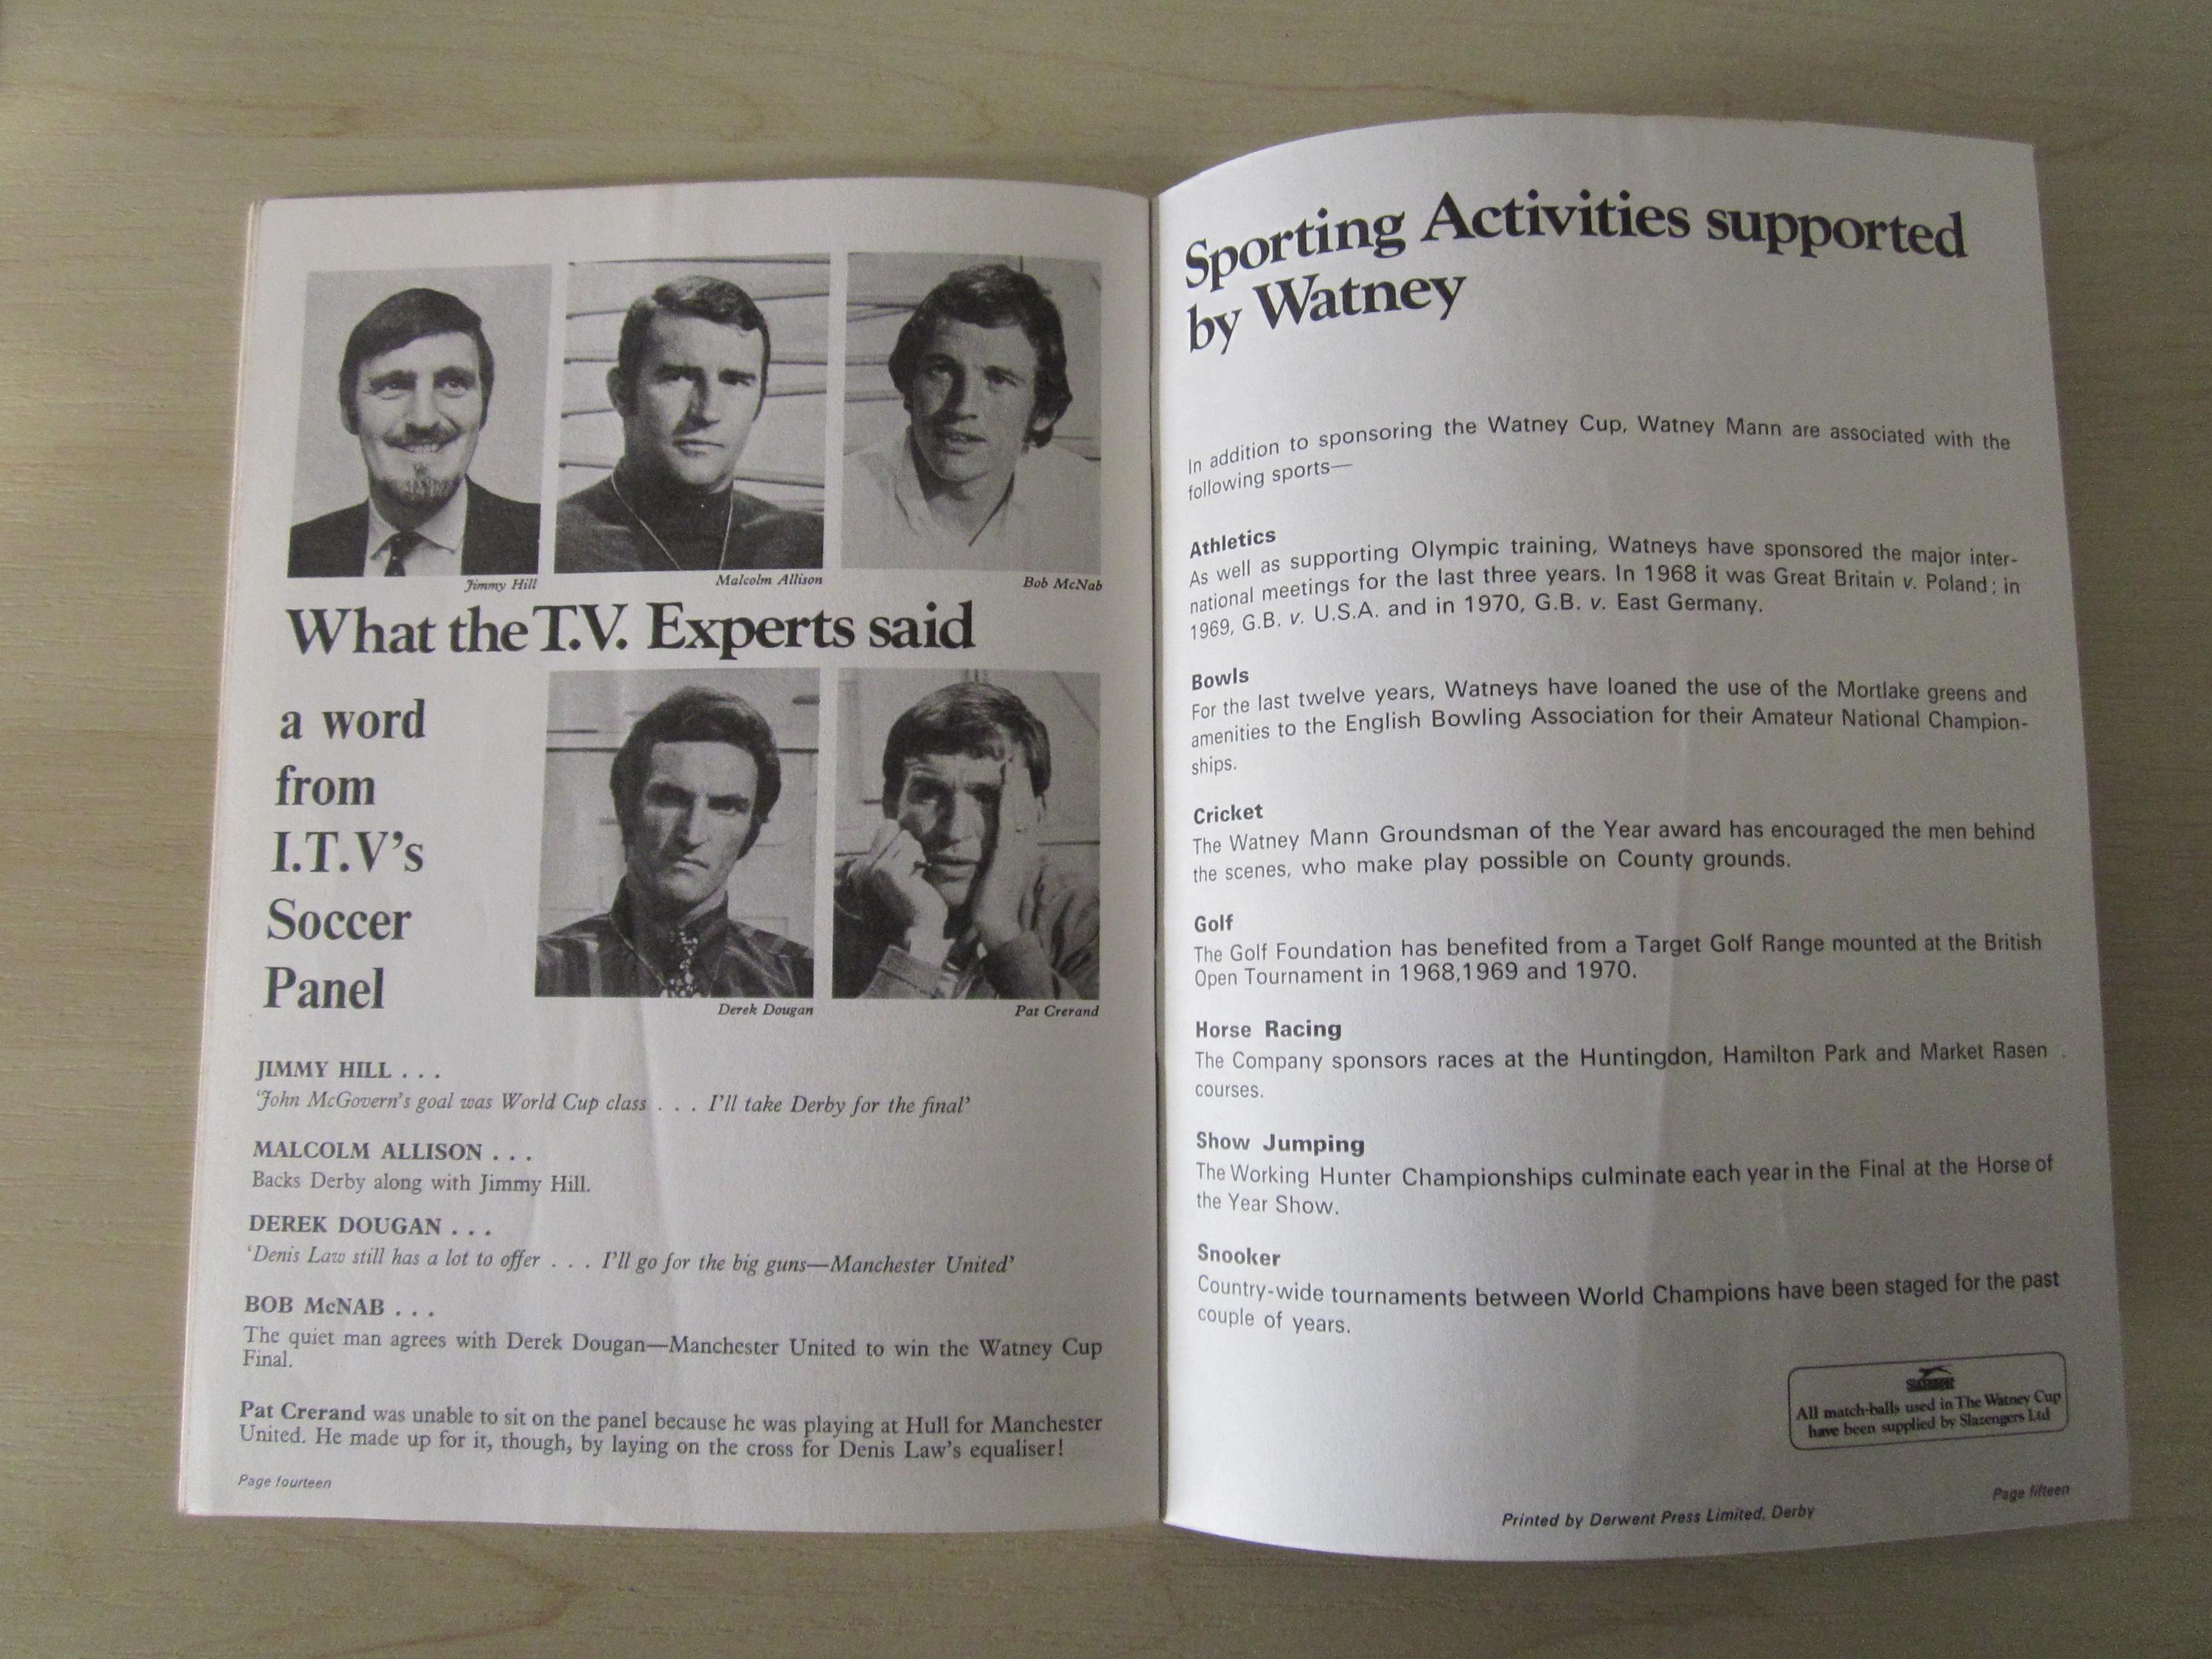 Jimmy Hill
Malcolm Allison
Bob McNab
What the T.V. Experts said
a word
from
I.T.V's
Soccer
Panel
Derek Dougan
Pat Crerand
JIMMY HILL . . .
'John McGovern's goal was World Cup class . . . I'll take Derby for the final'
MALCOLM ALLISON . . .
Backs Derby along with Jimmy Hill.
DEREK DOUGAN . . .
'Denis Law still has a lot to offer . . . I'll go for the big guns—Manchester United'
BOB McNAB . . .
The quiet man agrees with Derek Dougan—Manchester United to win the Watney Cup
Final.
Pat Crerand was unable to sit on the panel because he was playing at Hull for Manchester
United. He made up for it, though, by laying on the cross for Denis Law's equaliser!
Page fourteen
Sporting Activities supported
by Watney
In addition to sponsoring the Watney Cup, Watney Mann are associated with the
following sports—
Athletics
As well as supporting Olympic training, Watneys have sponsored the major inter-
national meetings for the last three years. In 1968 it was Great Britain v. Poland; in
1969, G.B. v. U.S.A. and in 1970, G.B. v. East Germany.
Bowls
For the last twelve years, Watneys have loaned the use of the Mortlake greens and
amenities to the English Bowling Association for their Amateur National Champion-
ships.
Cricket
The Watney Mann Groundsman of the Year award has encouraged the men behind
the scenes, who make play possible on County grounds.
Golf
The Golf Foundation has benefited from a Target Golf Range mounted at the British
Open Tournament in 1968,1969 and 1970.
Horse Racing
The Company sponsors races at the Huntingdon, Hamilton Park and Market Rasen
courses.
Show Jumping
The Working Hunter Championships culminate each year in the Final at the Horse of
the Year Show.
Snooker
Country-wide tournaments between World Champions have been staged for the past
couple of years.
All match-balls used in The Watney Cup
have been supplied by Slazengers Ltd
Page fifteen
Printed by Derwent Press Limited, Derby